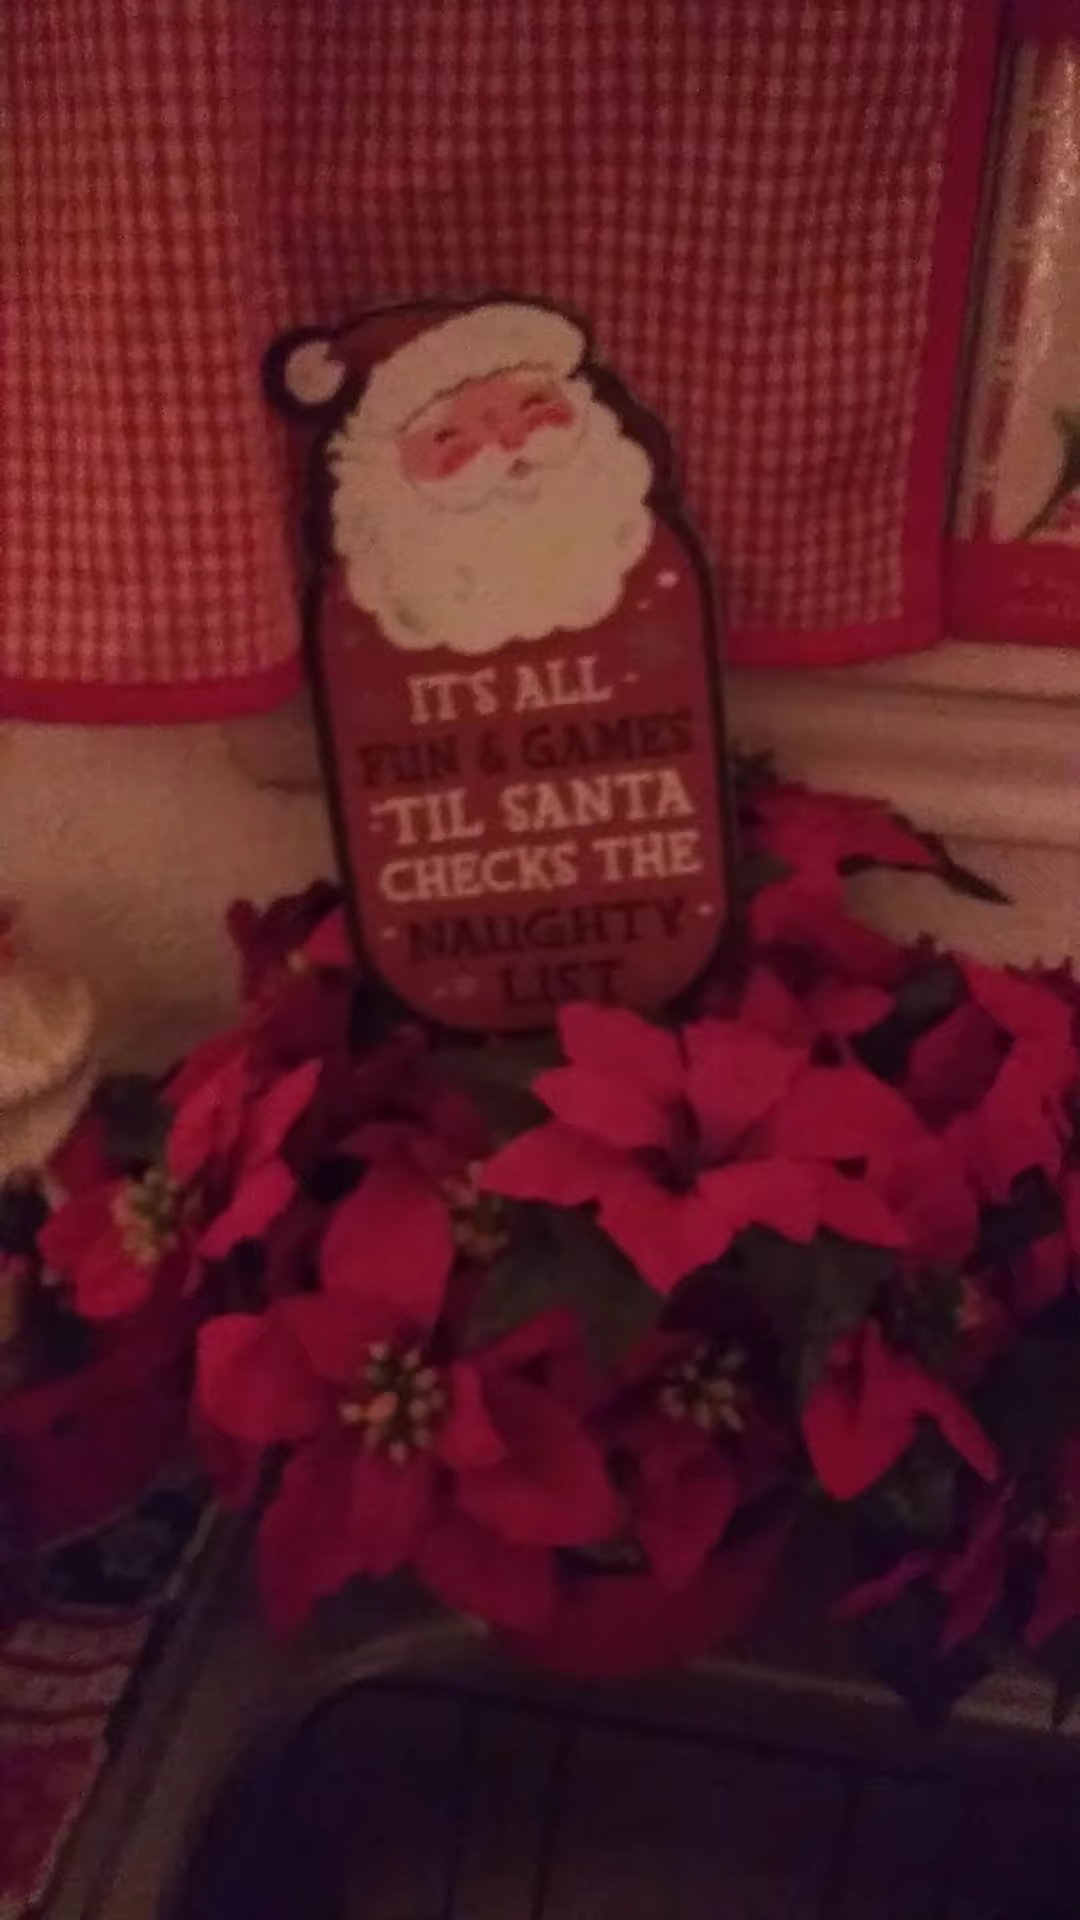 IT'S ALL
FUN & GAMES
'TIL SANTA
CHECKS THE
NAUGHTY
LIST